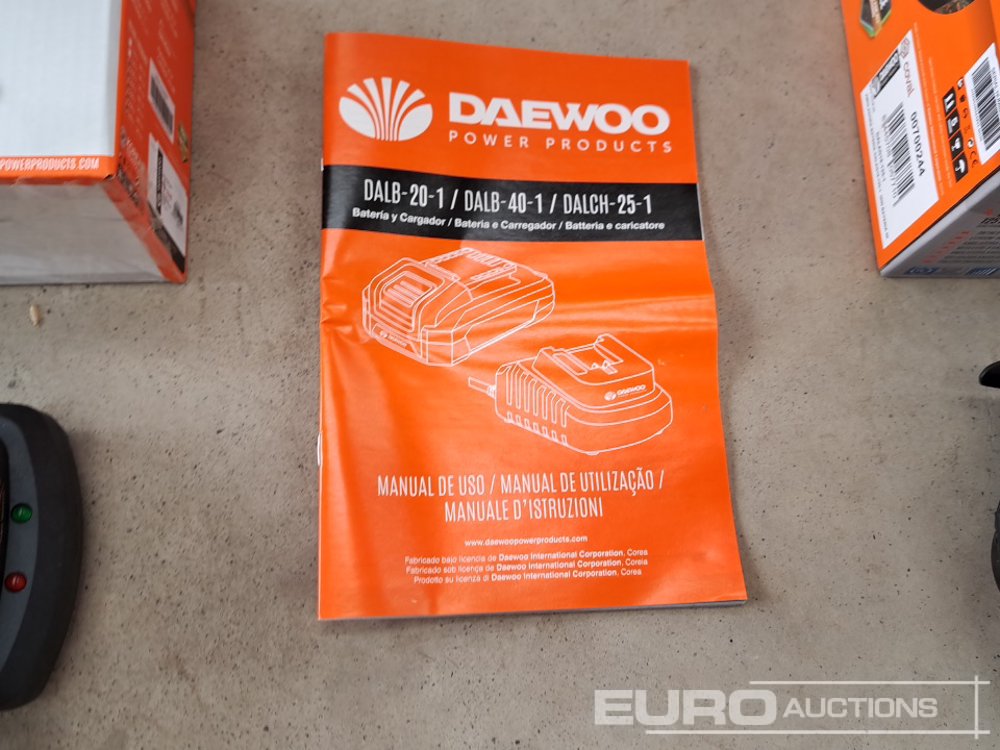 DAEWOO
POWER PRODUCTS
DALB-20-1 / DALB-40-1 / DALCH-25-1
Batería y Cargador / Bateria e Carregador / Batteria e caricatore
DAEWOO
MANUAL DE USO / MANUAL DE UTILIZAÇÃO /
MANUALE D'ISTRUZIONI
www.daewoopowerproducts.com
Fabricado bajo licencia de Daewoo International Corporation, Corea
Fabricado sob licença de Daewoo International Corporation, Coreia
Prodotto su licenza di Daewoo International Corporation, Corea
POWERPRODUCTS.COM
coval
00700244
EURO AUCTIONS